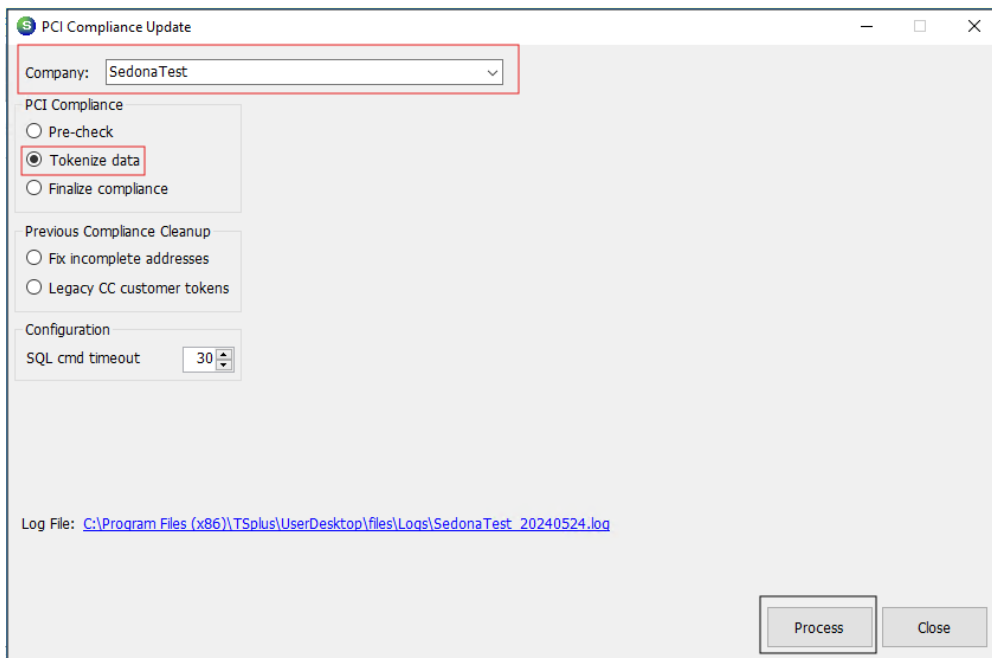 S PCI Compliance Update
Company: SedonaTest
PCI Compliance
Pre-check
Tokenize data
Finalize compliance
Previous Compliance Cleanup
Fix incomplete addresses
Legacy CC customer tokens
Configuration
SQL cmd timeout 30
Log File: C:\Program Files (x86)\TSplus\UserDesktop\files\Logs\SedonaTest_20240524.log
Process Close